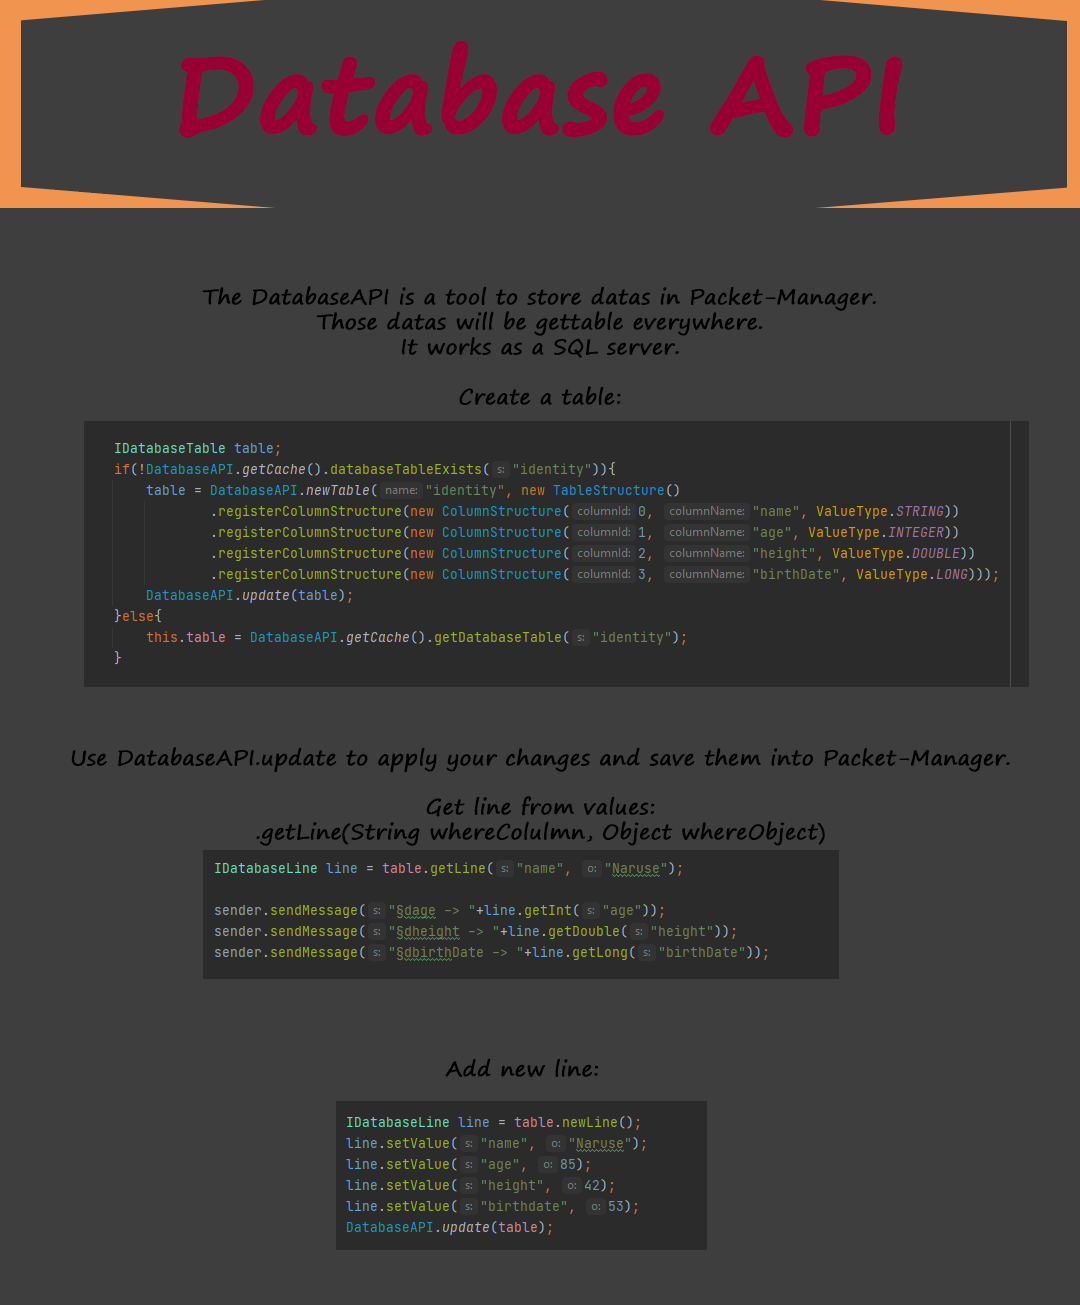 Database API
The DatabaseAPI is a tool to store datas in Packet-Manager.
Those datas will be gettable everywhere.
It works as a SQL server.
Create a table:
IDatabaseTable table;
if(!DatabaseAPI.getCache().databaseTableExists( s: "identity")){
table = DatabaseAPI.newTable( name: "identity", new TableStructure()
.registerColumnStructure(new ColumnStructure( columnId: 0, columnName: "name", ValueType.STRING))
.registerColumnStructure(new ColumnStructure( columnId: 1, columnName: "age", ValueType.INTEGER))
.registerColumnStructure(new ColumnStructure( columnId: 2, columnName: "height", ValueType.DOUBLE))
.registerColumnStructure(new ColumnStructure( columnId: 3, columnName: "birthDate", ValueType.LONG)));
DatabaseAPI.update(table);
}else{
this.table = DatabaseAPI.getCache().getDatabaseTable( s: "identity");
}
Use DatabaseAPI.update to apply your changes and save them into Packet-Manager.
Get line from values:
.getLine(String whereColulmn, Object whereObject)
IDatabaseLine line = table.getLine( s: "name", o: "Naruse");
sender.sendMessage( s: "§dage -> "+line.getInt( s: "age"));
sender.sendMessage( s: "§dheight -> "+line.getDouble( s: "height"));
sender.sendMessage( s: "§dbirthDate -> "+line.getLong( s: "birthDate"));
Add new line:
IDatabaseLine line = table.newLine();
line.setValue( s: "name", o: "Naruse");
line.setValue( s: "age", o: 85);
line.setValue( s: "height", o: 42);
line.setValue( s: "birthdate", o: 53);
DatabaseAPI.update(table);